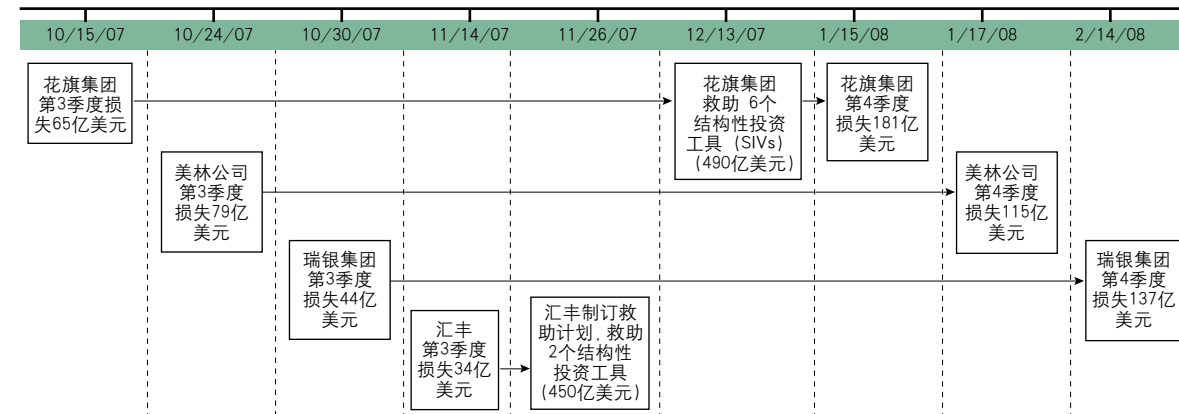 10/15/07 10/24/07 10/30/07 11/14/07 11/26/07 12/13/07 1/15/08 1/17/08 2/14/08
花旗集团
第3季度损
失65亿美元
花旗集团
救助 6个
结构性投资
工具 (SIVs)
(490亿美元)
花旗集团
第4季度
损失181亿
美元
美林公司
第3季度
损失79亿
美元
美林公司
第4季度
损失115亿
美元
瑞银集团
第3季度
损失44亿
美元
瑞银集团
第4季度
损失137亿
美元
汇丰
第3季度
损失34亿
美元
汇丰制订救
助计划, 救助
2个结构性
投资工具
(450亿美元)